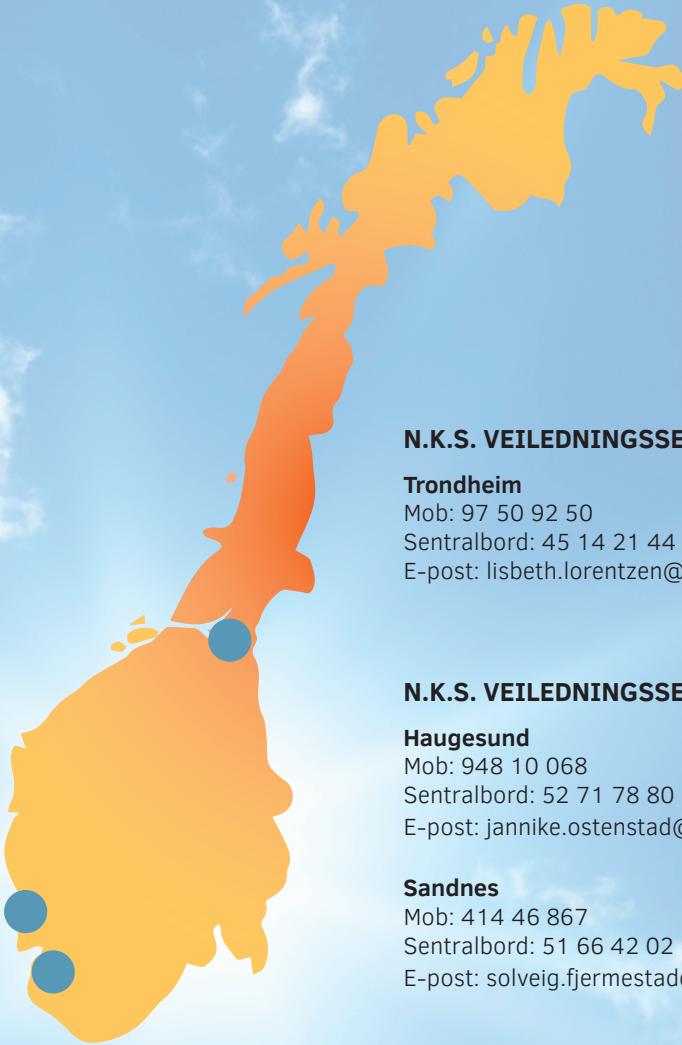 N.K.S. VEILEDNINGSSE
Trondheim
Mob: 97 50 92 50
Sentralbord: 45 14 21 44
E-post: lisbeth.lorentzen@
N.K.S. VEILEDNINGSSE
Haugesund
Mob: 948 10 068
Sentralbord: 52 71 78 80
E-post: jannike.ostenstad@
Sandnes
Mob: 414 46 867
Sentralbord: 51 66 42 02
E-post: solveig.fjermestad@